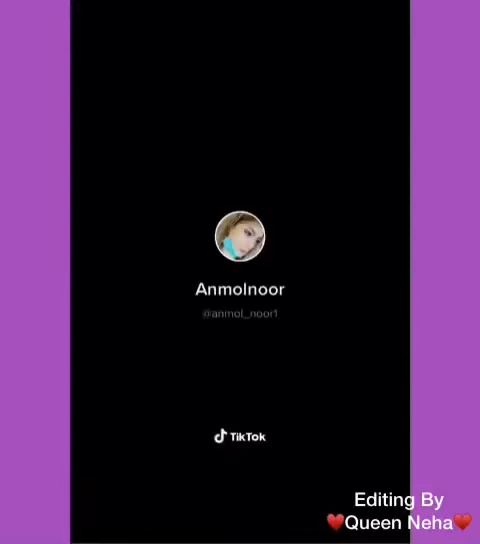 Anmolnoor
@anmol_noor1
TikTok
Editing By
❤️Queen Neha❤️